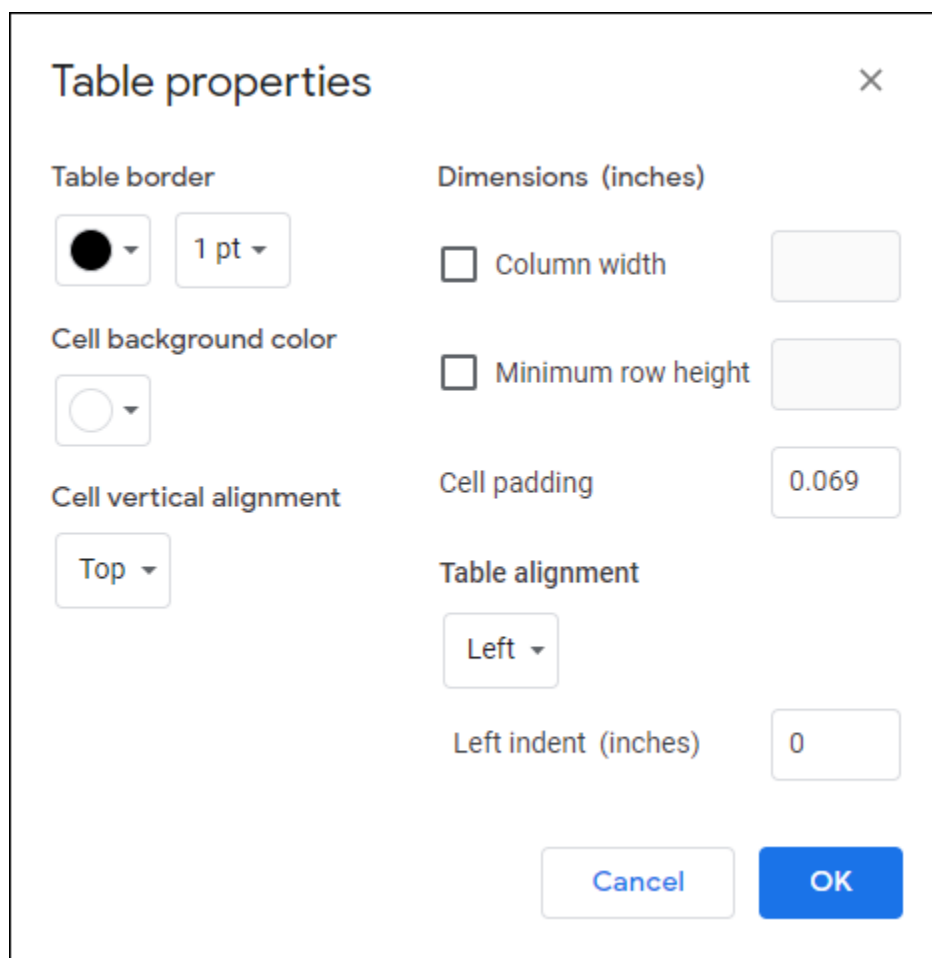 Table properties
Table border
1 pt
Cell background color
Cell vertical alignment
Top
Dimensions (inches)
Column width
Minimum row height
Cell padding 0.069
Table alignment
Left
Left indent (inches) 0
Cancel OK